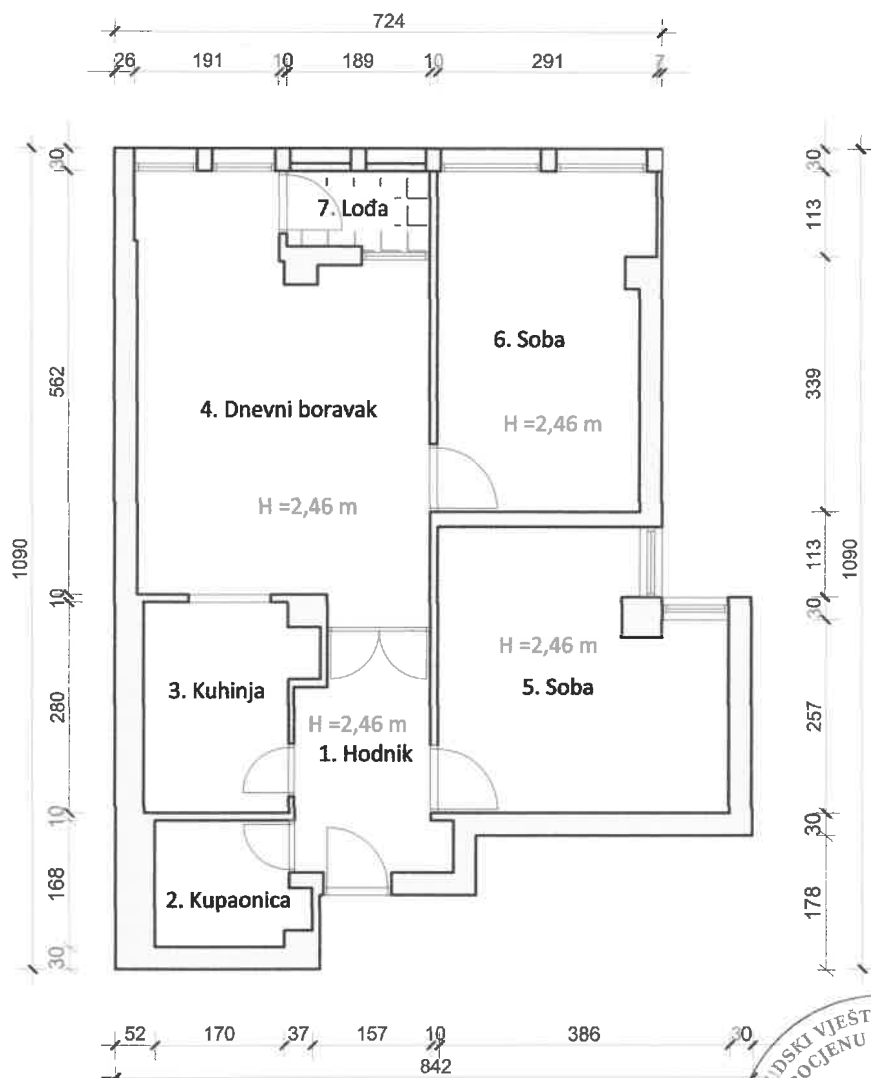 724
26 191 10 189 10 291 7
30
562
10
280
10
168
30
1090
30
113
339
113
30
257
30
178
1090
7. Lođa
6. Soba
H =2,46 m
4. Dnevni boravak
H =2,46 m
H =2,46 m
5. Soba
3. Kuhinja
H =2,46 m
1. Hodnik
2. Kupaonica
52 170 37 157 10 386 30
842
VJEŠT